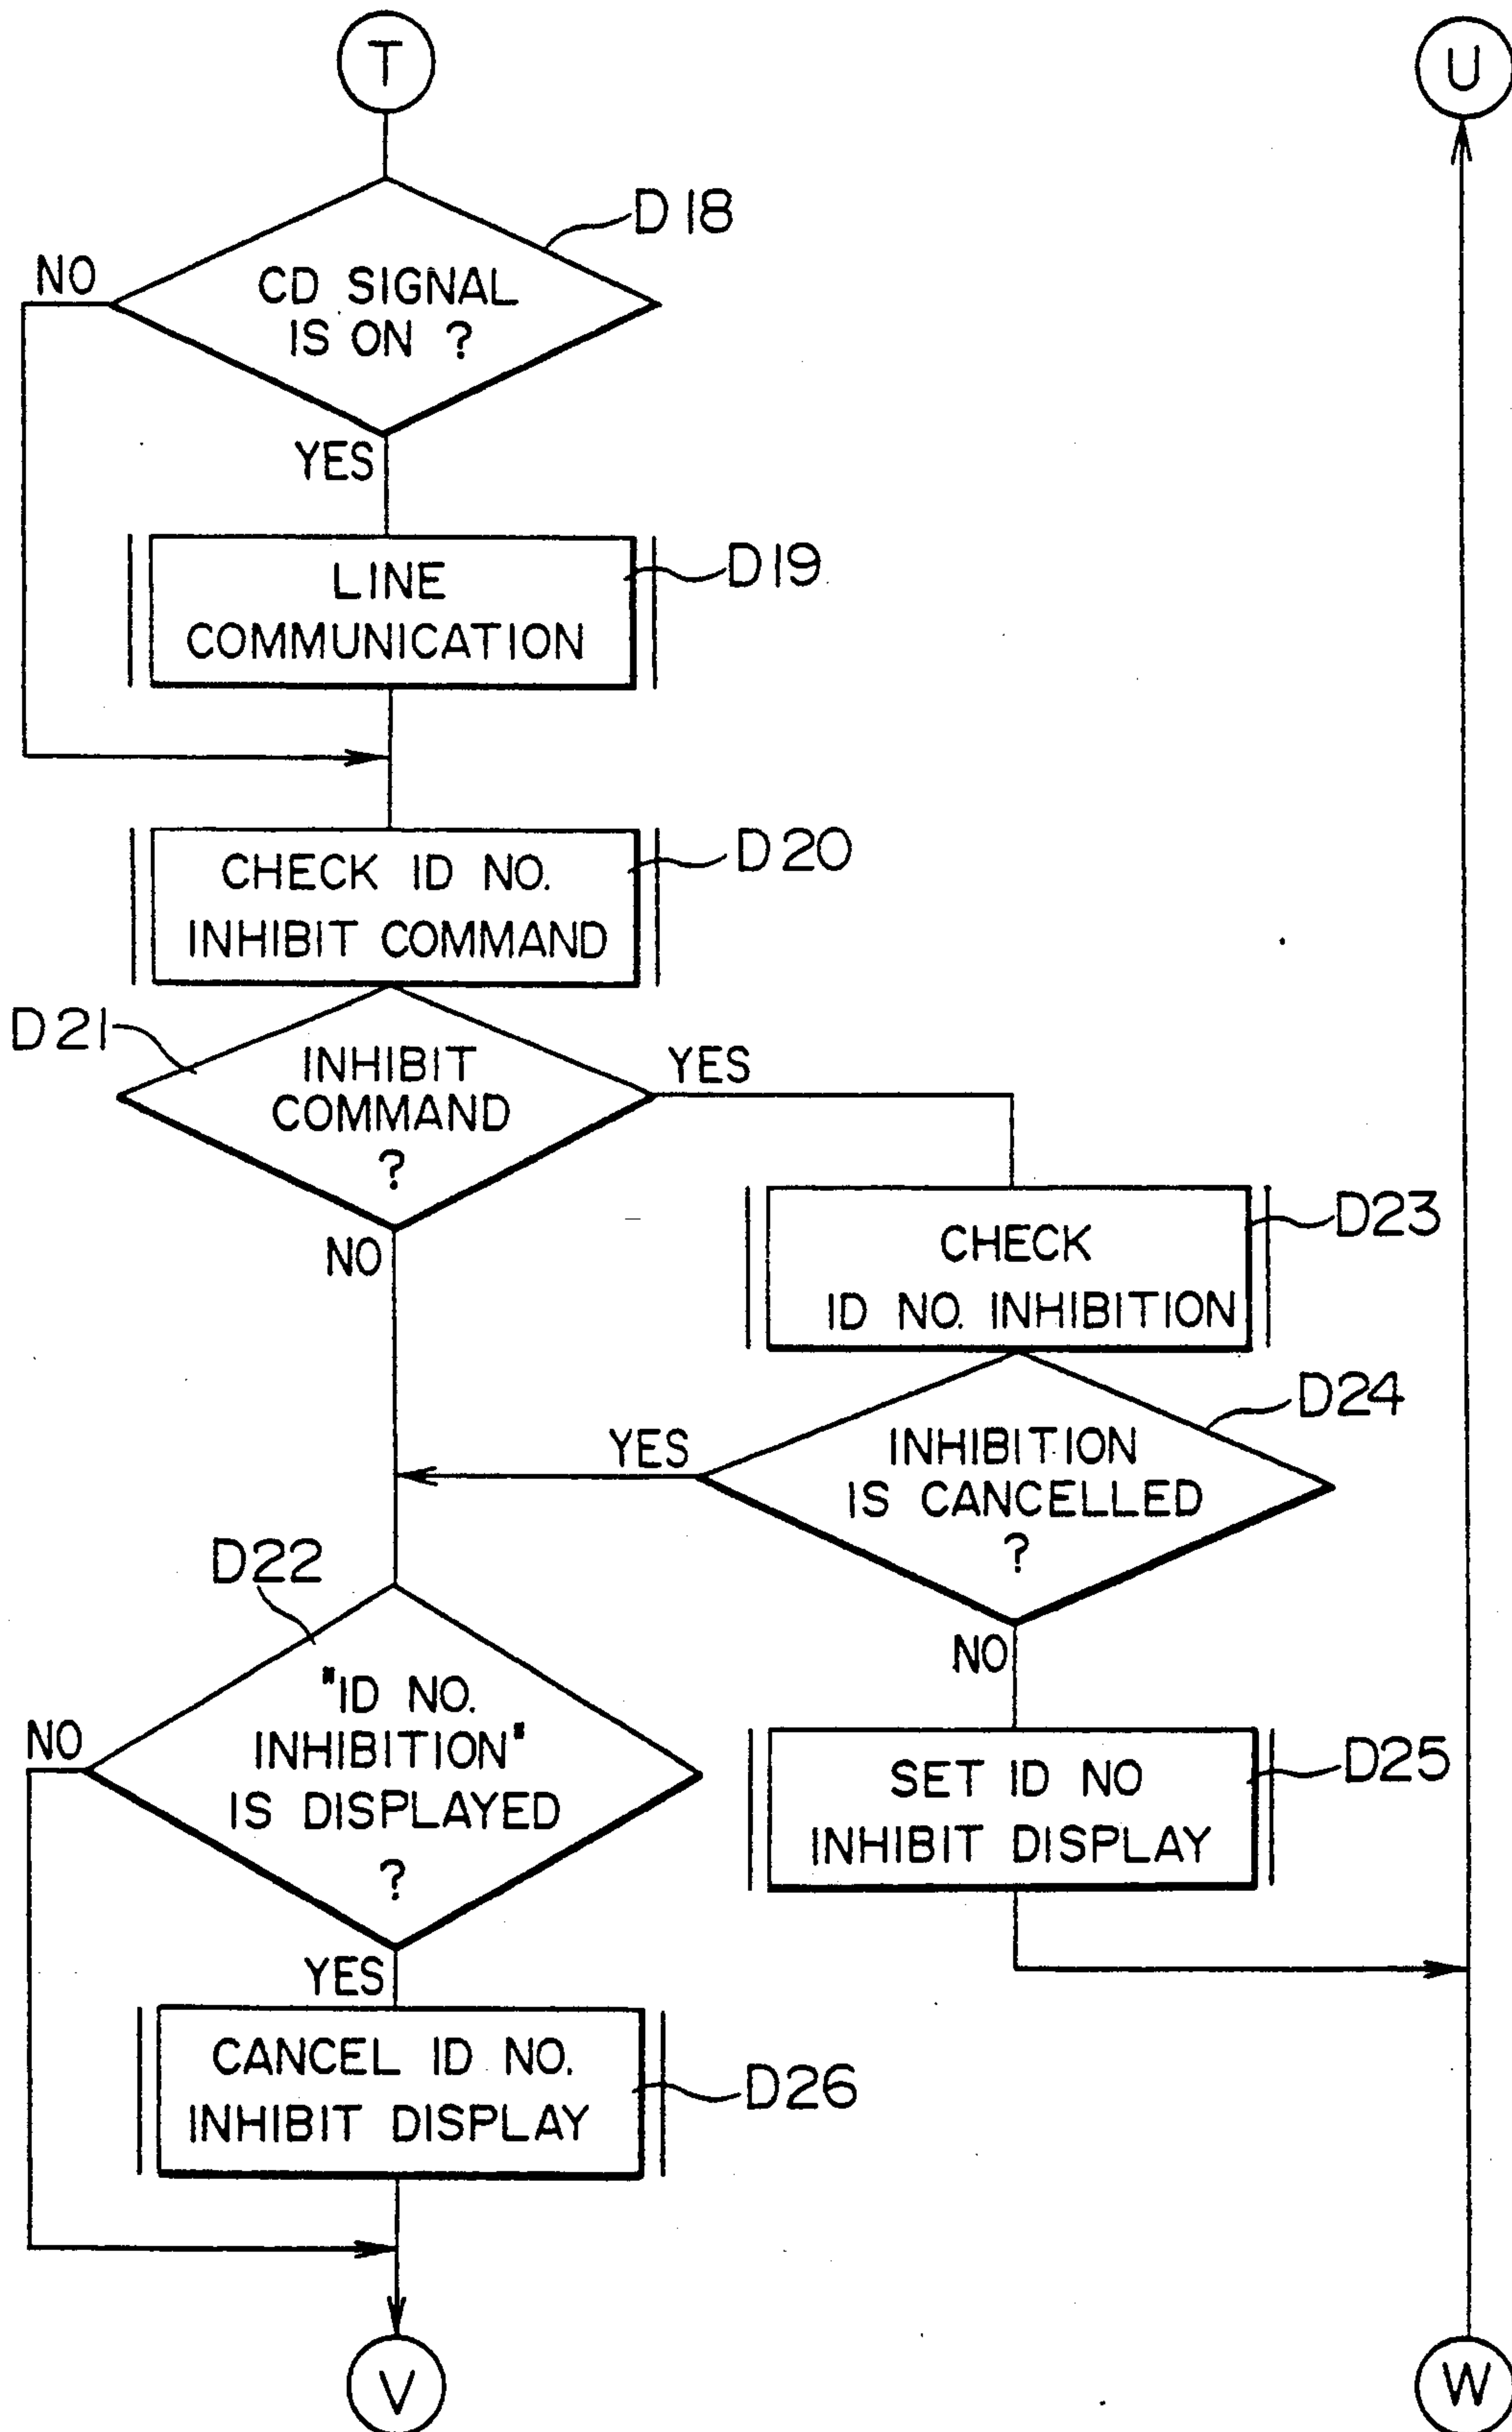 T
U
D18
NO
CD SIGNAL
IS ON ?
YES
D19
LINE
COMMUNICATION
D20
CHECK ID NO.
INHIBIT COMMAND
D21
INHIBIT
COMMAND
?
YES
NO
D23
CHECK
ID NO. INHIBITION
D24
YES
INHIBITION
IS CANCELLED
?
NO
D22
"ID NO.
INHIBITION"
IS DISPLAYED
?
NO
YES
D25
SET ID NO
INHIBIT DISPLAY
CANCEL ID NO.
INHIBIT DISPLAY
D26
V
W